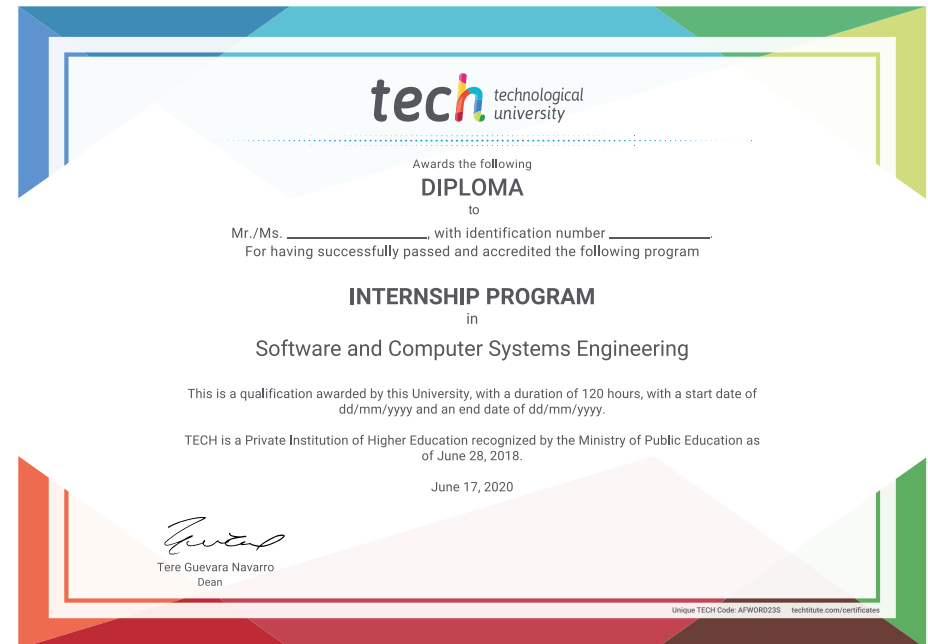 tech technological
university
Awards the following
DIPLOMA
to
Mr./Ms. ____________________, with identification number ______________.
For having successfully passed and accredited the following program
INTERNSHIP PROGRAM
in
Software and Computer Systems Engineering
This is a qualification awarded by this University, with a duration of 120 hours, with a start date of
dd/mm/yyyy and an end date of dd/mm/yyyy.
TECH is a Private Institution of Higher Education recognized by the Ministry of Public Education as
of June 28, 2018.
June 17, 2020
Tere Guevara Navarro
Dean
Unique TECH Code: AFWORD23S techtitute.com/certificates